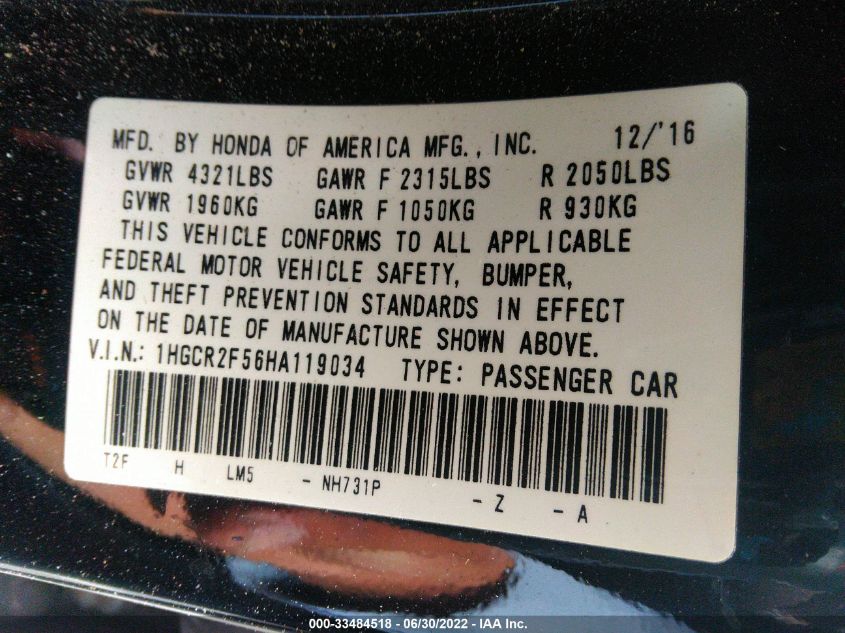 MFD. BY HONDA OF AMERICA MFG., INC. 12/'16
GVWR 4321LBS GAWR F 2315LBS R 2050LBS
GVWR 1960KG GAWR F 1050KG R 930KG
THIS VEHICLE CONFORMS TO ALL APPLICABLE
FEDERAL MOTOR VEHICLE SAFETY, BUMPER,
AND THEFT PREVENTION STANDARDS IN EFFECT
ON THE DATE OF MANUFACTURE SHOWN ABOVE.
V.I.N.: 1HGCR2F56HA119034 TYPE: PASSENGER CAR
T2F H LM5 - NH731P - Z - A
000-33484518 - 06/30/2022 - IAA Inc.